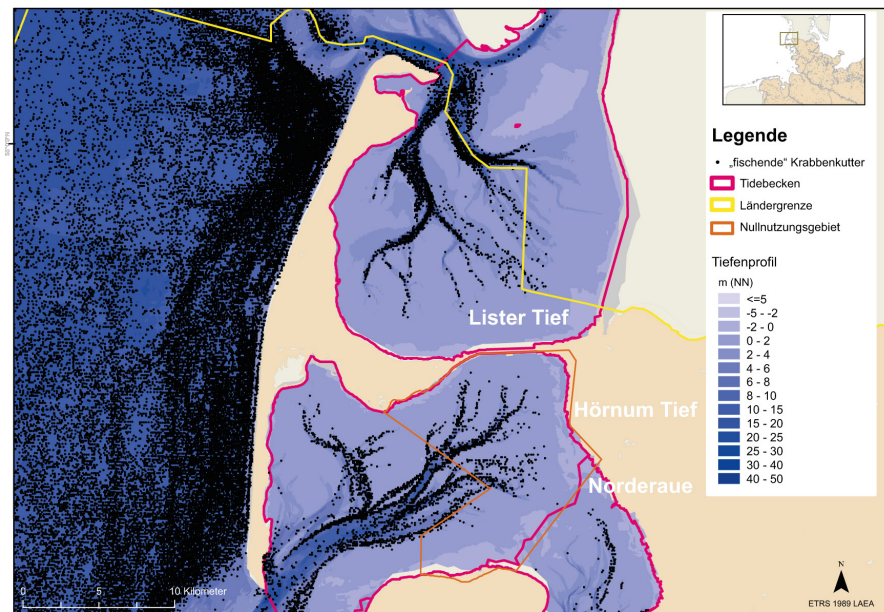 Legende
„fischende“ Krabbenkutter
Tidebecken
Ländergrenze
Nullnutzungsgebiet
Tiefenprofil
m (NN)
<=5
-5 - -2
-2 - 0
0 - 2
2 - 4
4 - 6
6 - 8
8 - 10
10 - 15
15 - 20
20 - 25
25 - 30
30 - 40
40 - 50
Lister Tief
Hörnum Tief
Norderaue
0 5 10 Kilometer
N
ETRS 1989 LAEA